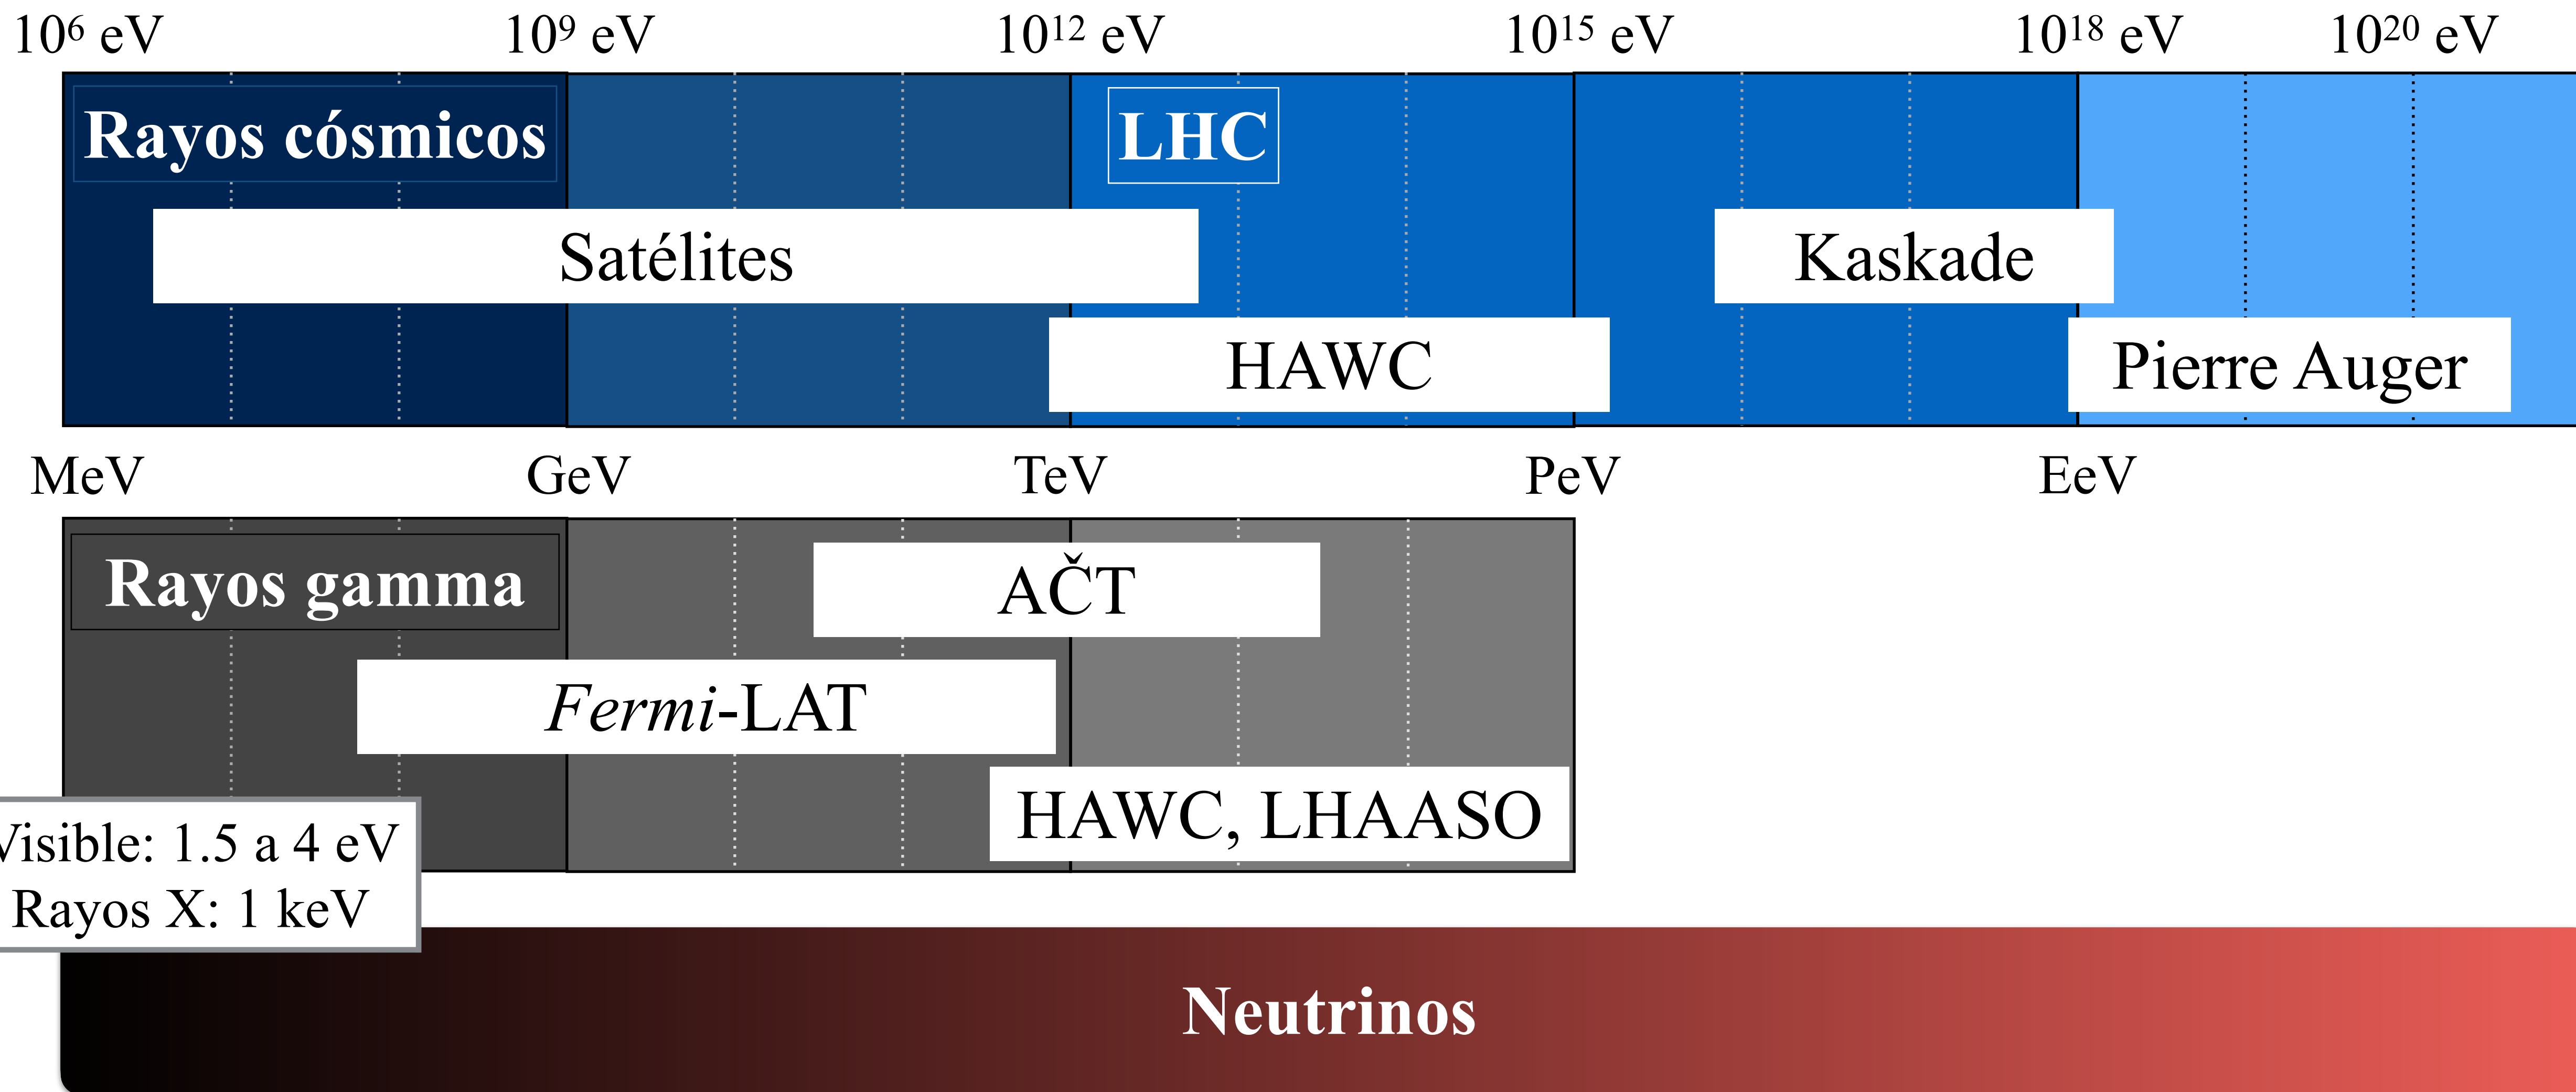 10⁶ eV 10⁹ eV 10¹² eV 10¹⁵ eV 10¹⁸ eV 10²⁰ eV
Rayos cósmicos LHC
Satélites Kaskade
HAWC Pierre Auger
MeV GeV TeV PeV EeV
Rayos gamma AČT
Fermi-LAT
HAWC, LHAASO
Visible: 1.5 a 4 eV
Rayos X: 1 keV
Neutrinos